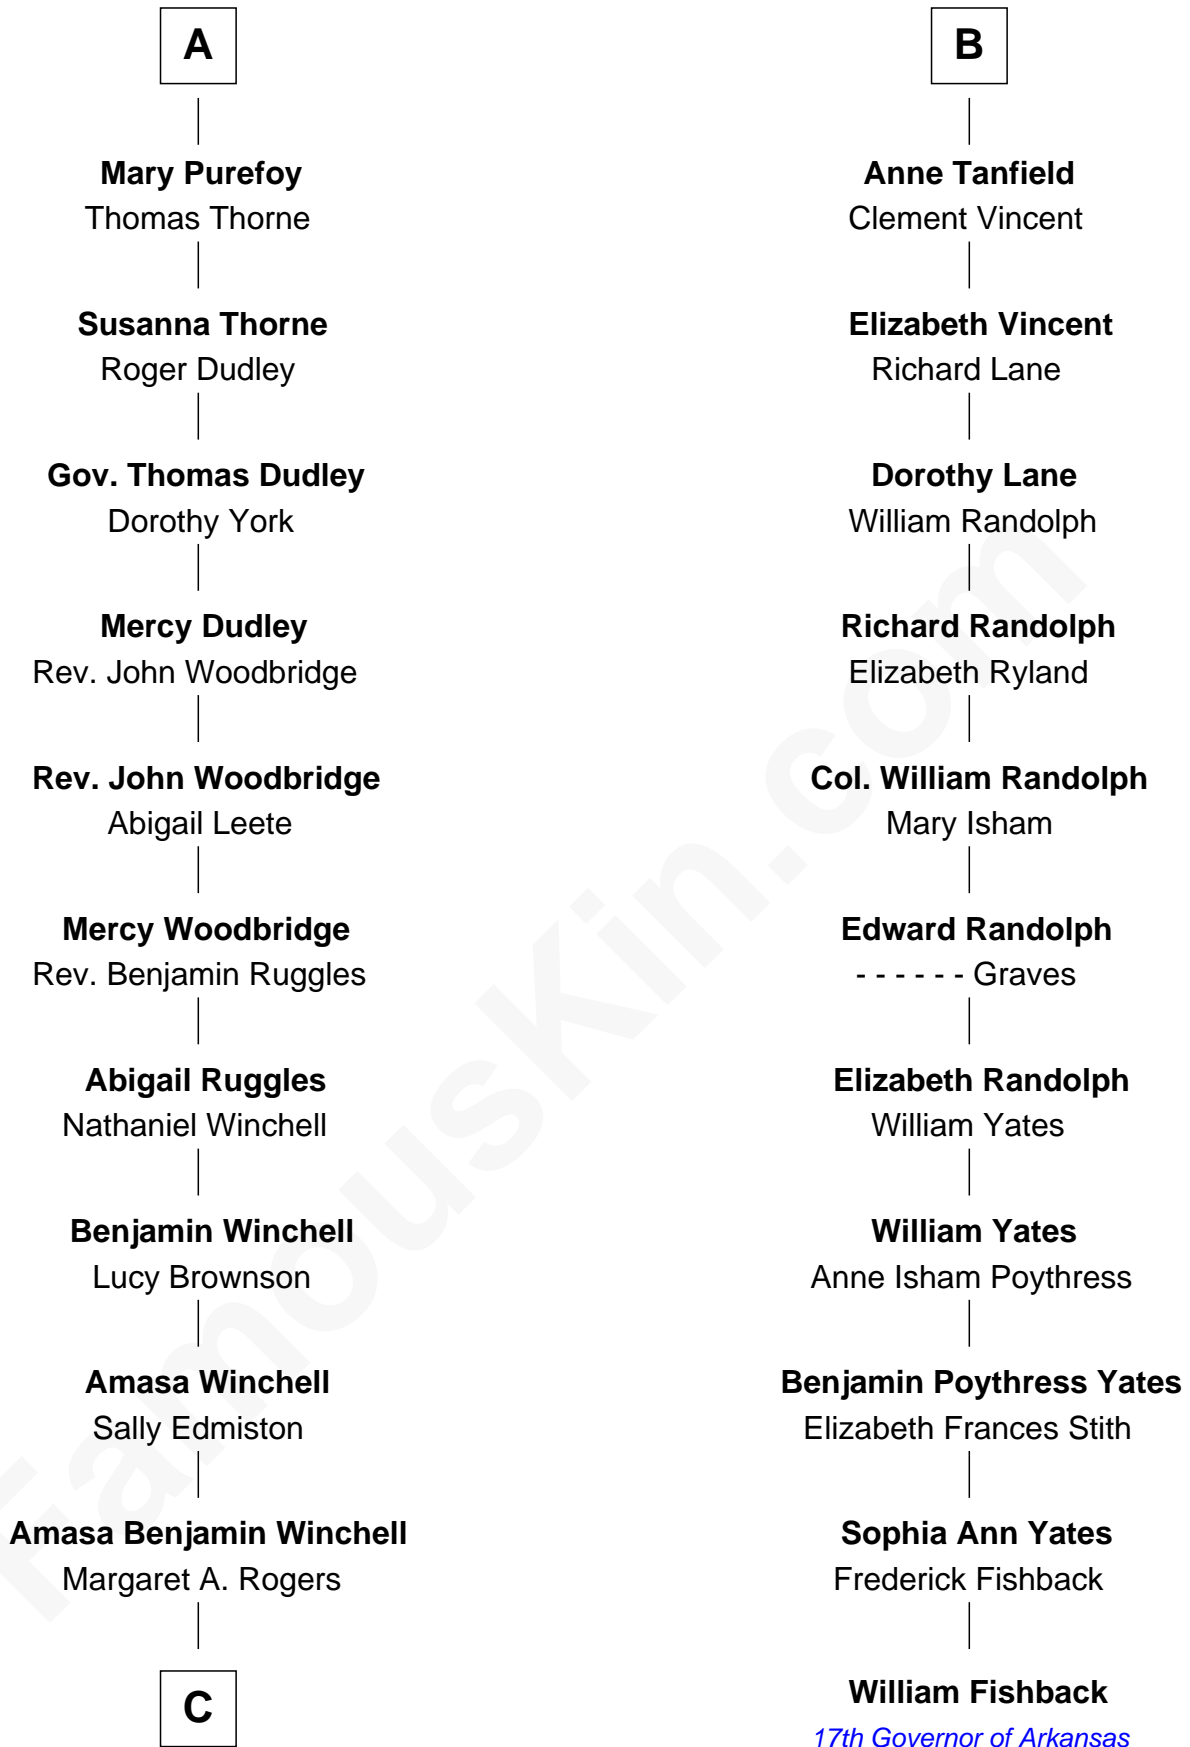 A
Mary Purefoy
Thomas Thorne
Susanna Thorne
Roger Dudley
Gov. Thomas Dudley
Dorothy York
Mercy Dudley
Rev. John Woodbridge
Rev. John Woodbridge
Abigail Leete
Mercy Woodbridge
Rev. Benjamin Ruggles
Abigail Ruggles
Nathaniel Winchell
Benjamin Winchell
Lucy Brownson
Amasa Winchell
Sally Edmiston
Amasa Benjamin Winchell
Margaret A. Rogers
C
B
Anne Tanfield
Clement Vincent
Elizabeth Vincent
Richard Lane
Dorothy Lane
William Randolph
Richard Randolph
Elizabeth Ryland
Col. William Randolph
Mary Isham
Edward Randolph
- - - - - - Graves
Elizabeth Randolph
William Yates
William Yates
Anne Isham Poythress
Benjamin Poythress Yates
Elizabeth Frances Stith
Sophia Ann Yates
Frederick Fishback
William Fishback
17th Governor of Arkansas
FamousKin.com